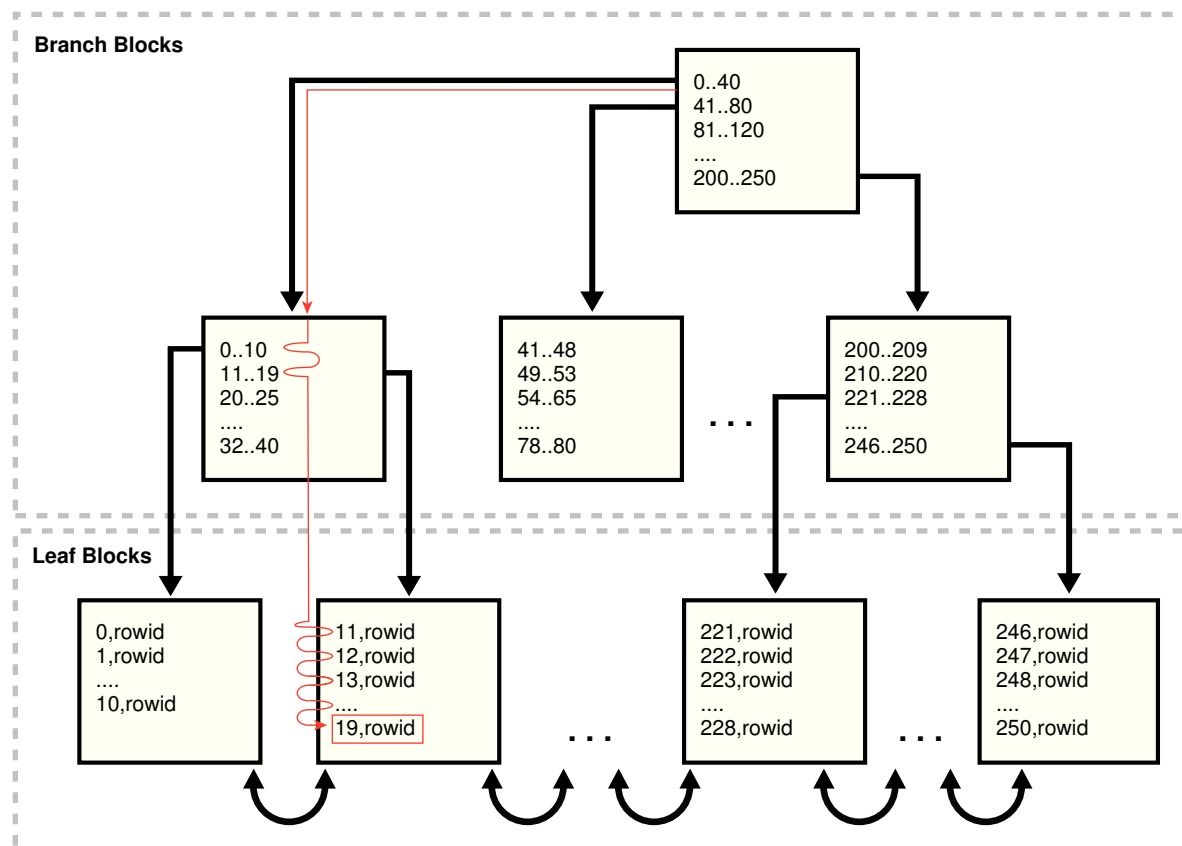 Branch Blocks
0..40
41..80
81..120
....
200..250
0..10
11..19
20..25
....
32..40
41..48
49..53
54..65
....
78..80
...
200..209
210..220
221..228
....
246..250
Leaf Blocks
0,rowid
1,rowid
....
10,rowid
11,rowid
12,rowid
13,rowid
....
19,rowid
...
221,rowid
222,rowid
223,rowid
....
228,rowid
...
246,rowid
247,rowid
248,rowid
....
250,rowid